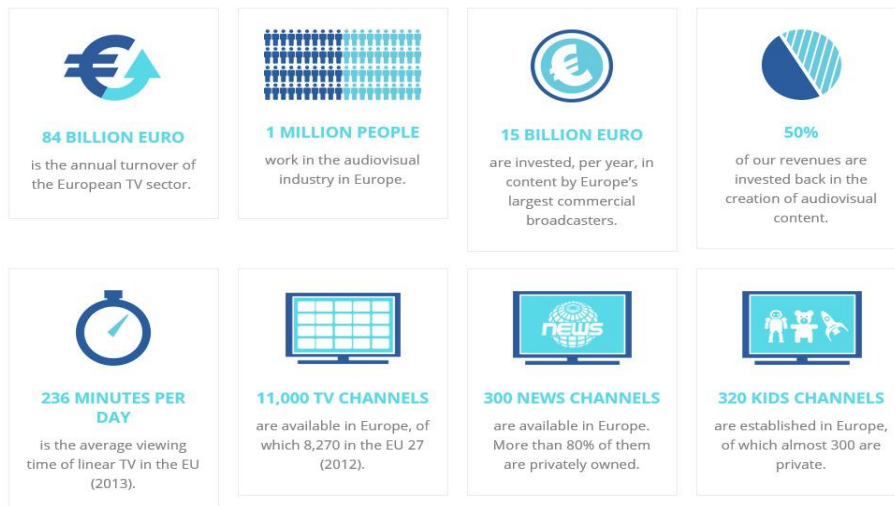 84 BILLION EURO
is the annual turnover of
the European TV sector.
1 MILLION PEOPLE
work in the audiovisual
industry in Europe.
15 BILLION EURO
are invested, per year, in
content by Europe's
largest commercial
broadcasters.
50%
of our revenues are
invested back in the
creation of audiovisual
content.
236 MINUTES PER
DAY
is the average viewing
time of linear TV in the EU
(2013).
11,000 TV CHANNELS
are available in Europe, of
which 8,270 in the EU 27
(2012).
news
300 NEWS CHANNELS
are available in Europe.
More than 80% of them
are privately owned.
320 KIDS CHANNELS
are established in Europe,
of which almost 300 are
private.